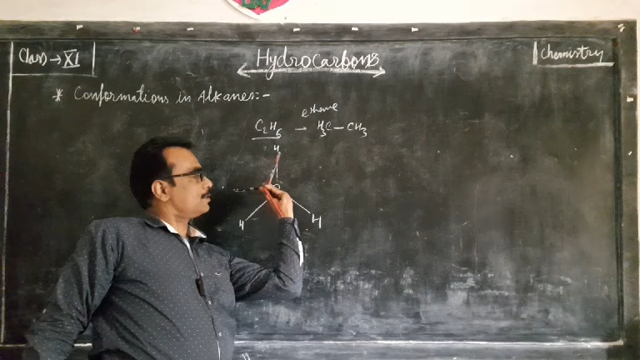 Class → XI
Hydrocarbons
Chemistry
* Conformations in Alkanes:-
ethane
C₂H₆ → H₃C — CH₃
H
H H